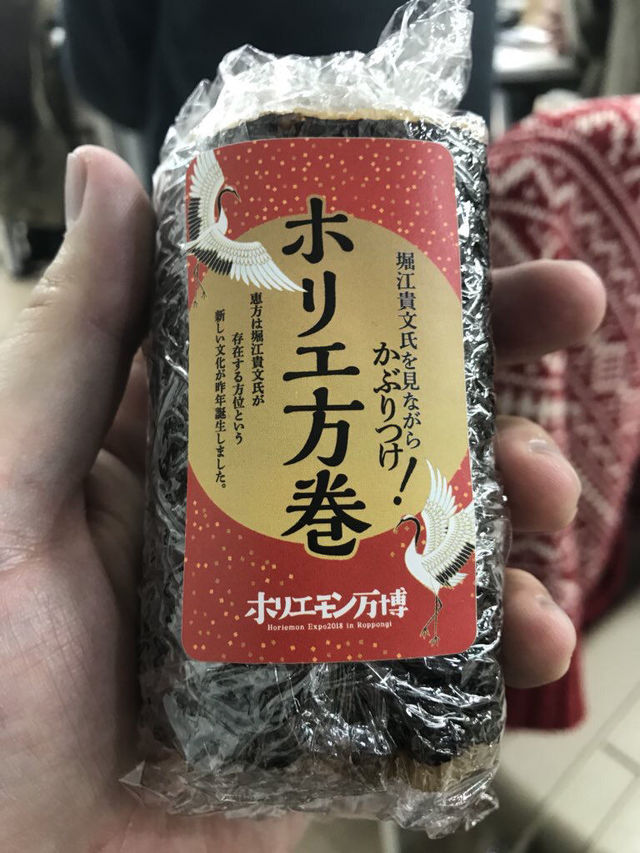 堀江貴文氏を見ながら
かぶりつけ!
ホリエ方巻
恵方は堀江貴文氏が
存在する方位という
新しい文化が昨年誕生しました。
ホリエモン万博
Horiemon Expo2018 in Roppongi